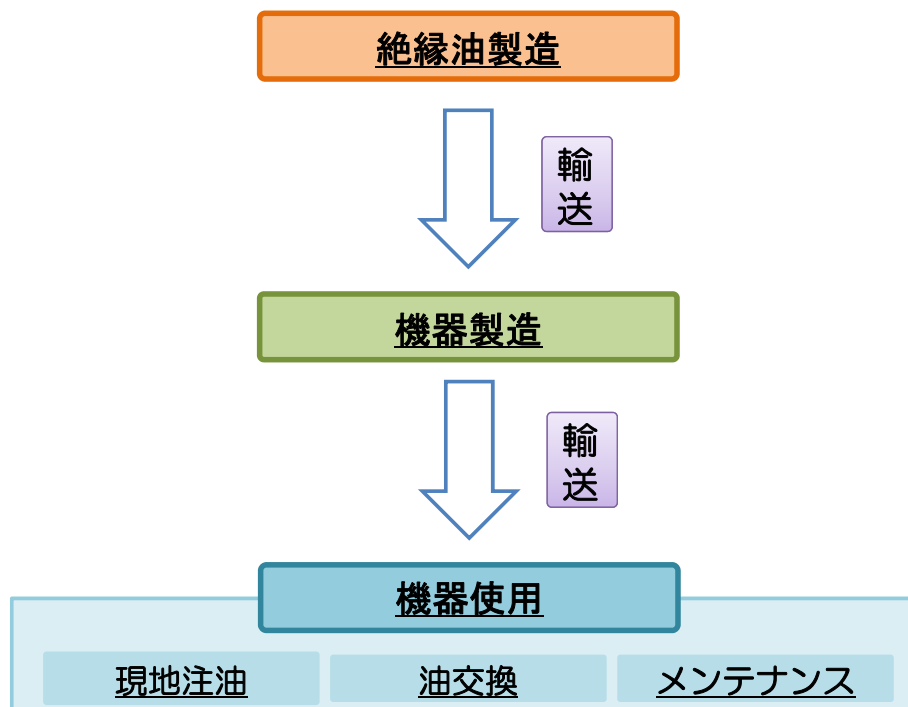 絶縁油製造
輸
送
機器製造
輸
送
機器使用
現地注油 油交換 メンテナンス